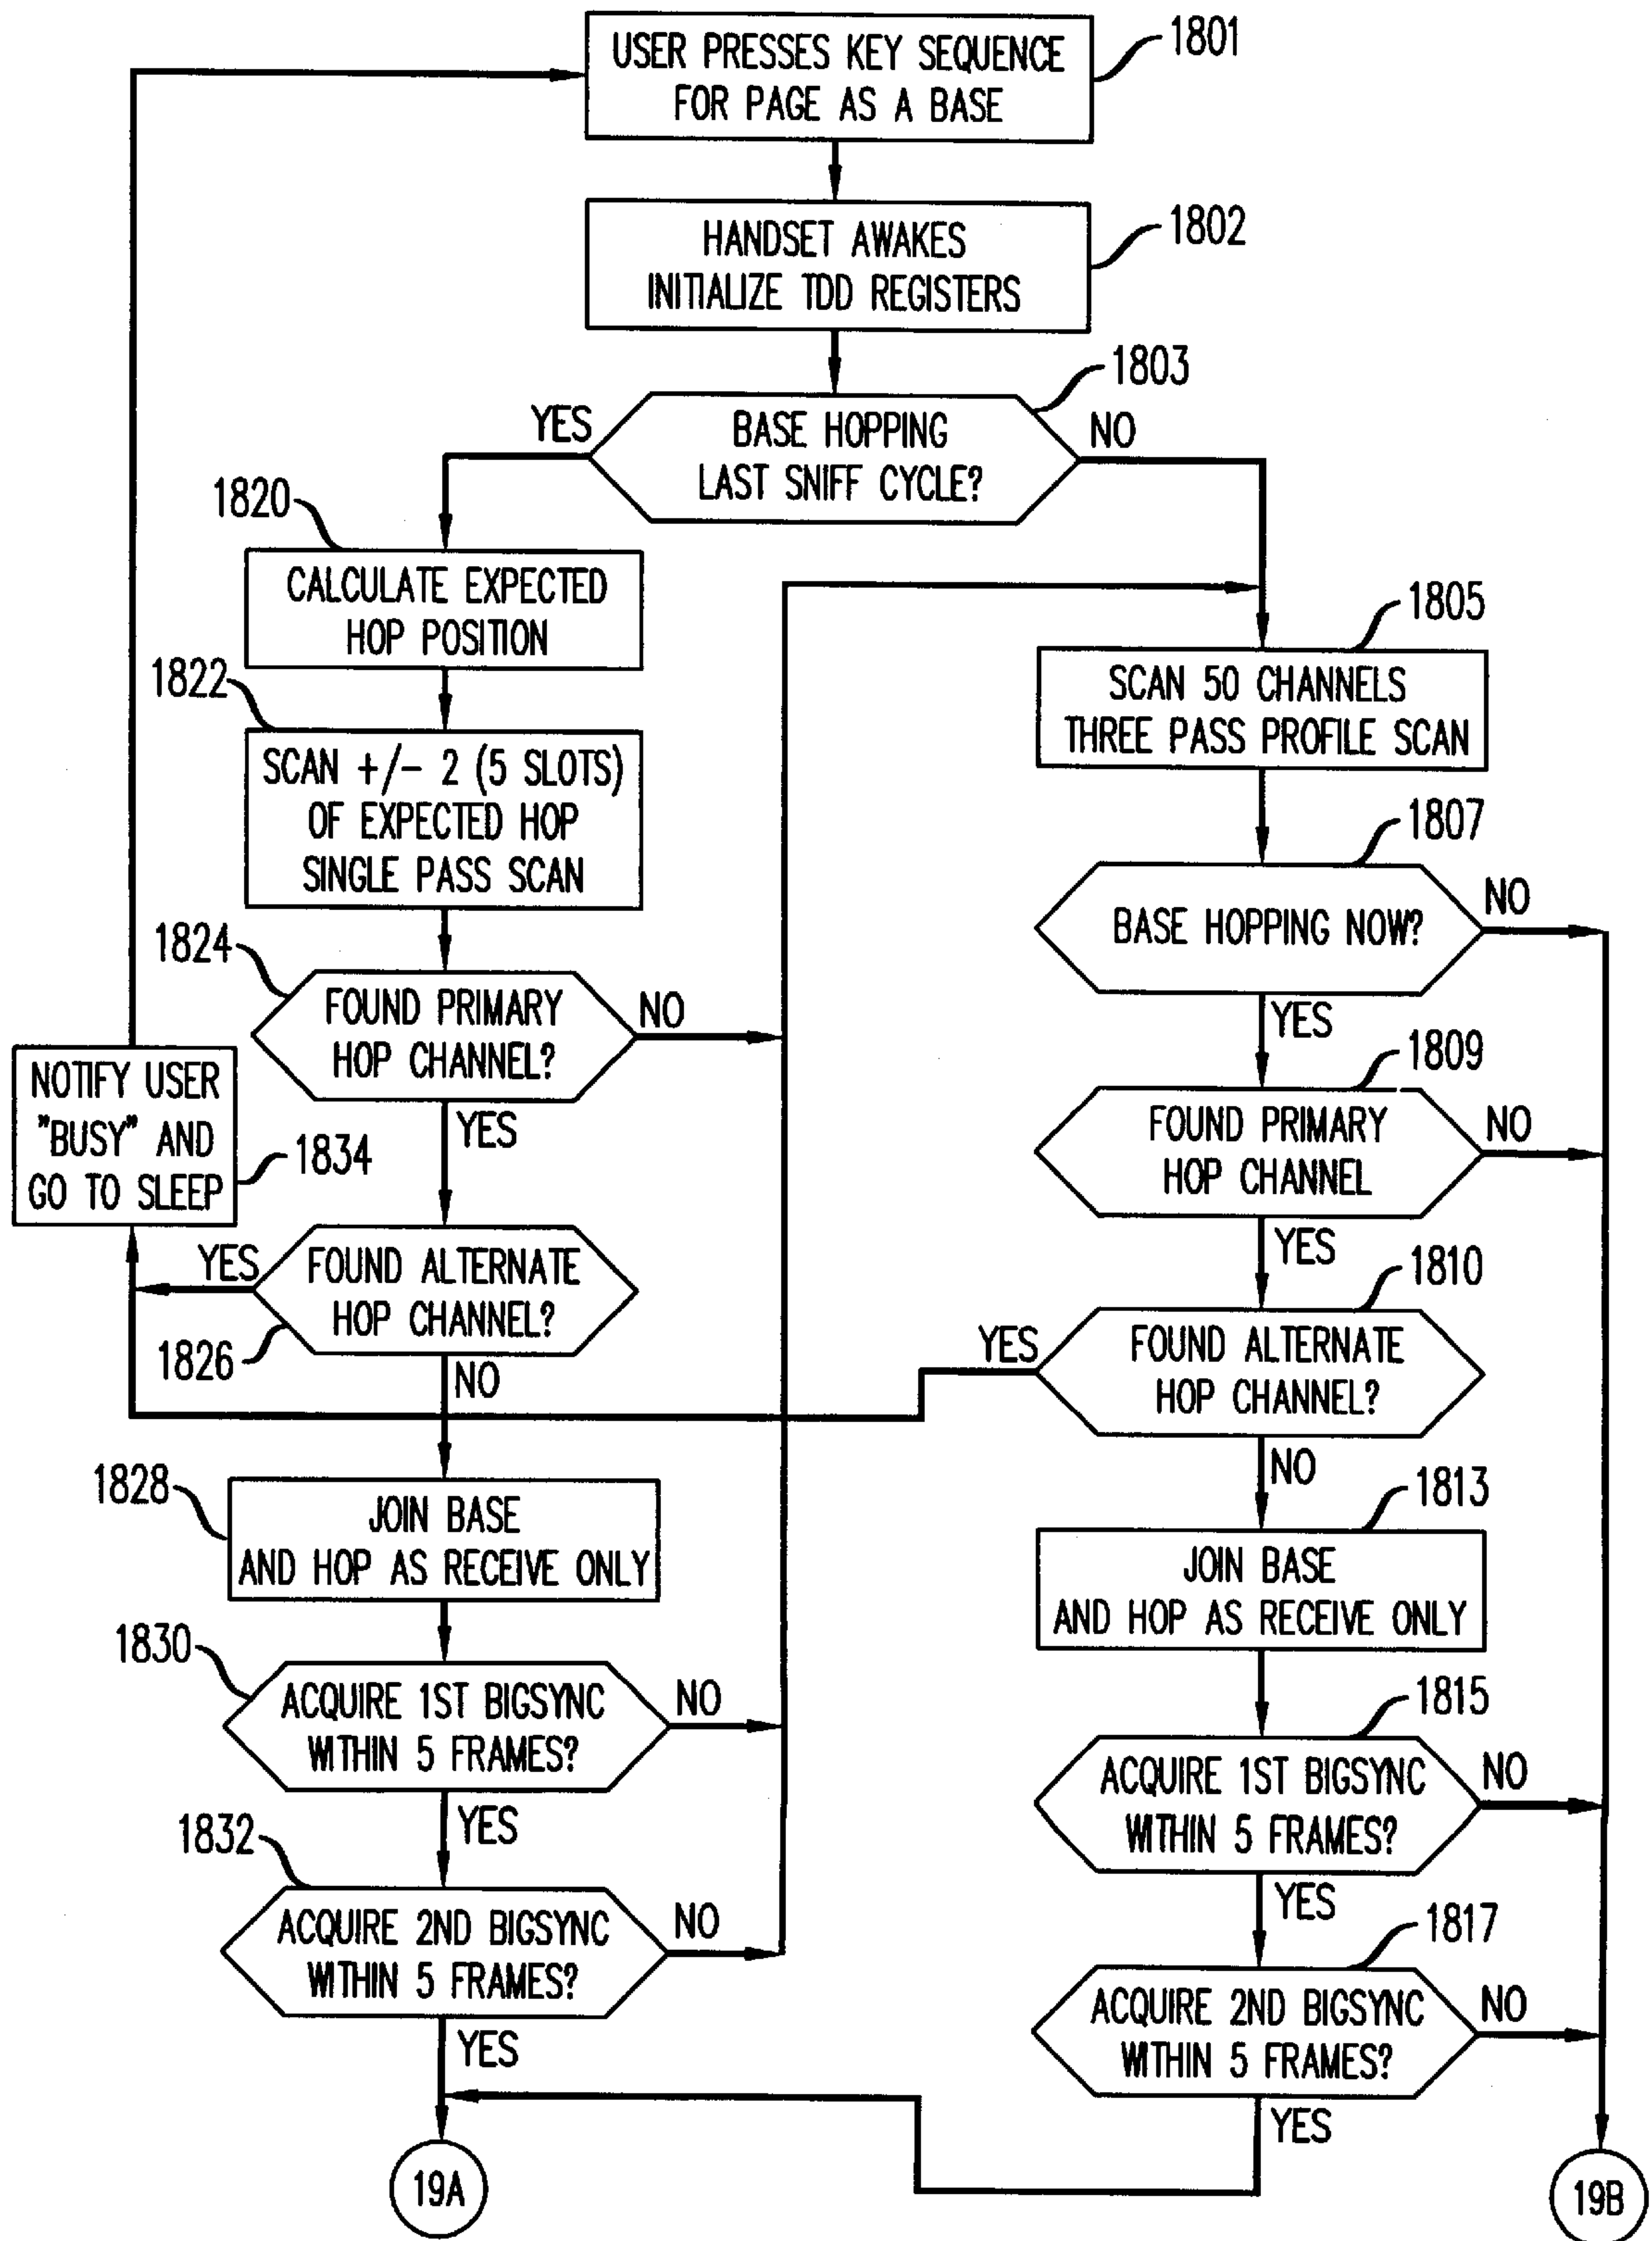 USER PRESSES KEY SEQUENCE
FOR PAGE AS A BASE
1801
HANDSET AWAKES
INITIALIZE TDD REGISTERS
1802
1803
YES
BASE HOPPING
LAST SNIFF CYCLE?
NO
1820
CALCULATE EXPECTED
HOP POSITION
1805
SCAN 50 CHANNELS
THREE PASS PROFILE SCAN
1822
SCAN +/- 2 (5 SLOTS)
OF EXPECTED HOP
SINGLE PASS SCAN
1807
BASE HOPPING NOW?
NO
YES
1824
FOUND PRIMARY
HOP CHANNEL?
NO
YES
1809
FOUND PRIMARY
HOP CHANNEL
NO
YES
NOTIFY USER
"BUSY" AND
GO TO SLEEP
1834
YES
FOUND ALTERNATE
HOP CHANNEL?
1826
NO
1810
YES
FOUND ALTERNATE
HOP CHANNEL?
NO
1828
JOIN BASE
AND HOP AS RECEIVE ONLY
1813
JOIN BASE
AND HOP AS RECEIVE ONLY
1830
ACQUIRE 1ST BIGSYNC
WITHIN 5 FRAMES?
NO
YES
1815
ACQUIRE 1ST BIGSYNC
WITHIN 5 FRAMES?
NO
YES
1832
ACQUIRE 2ND BIGSYNC
WITHIN 5 FRAMES?
NO
YES
1817
ACQUIRE 2ND BIGSYNC
WITHIN 5 FRAMES?
NO
YES
19A
19B